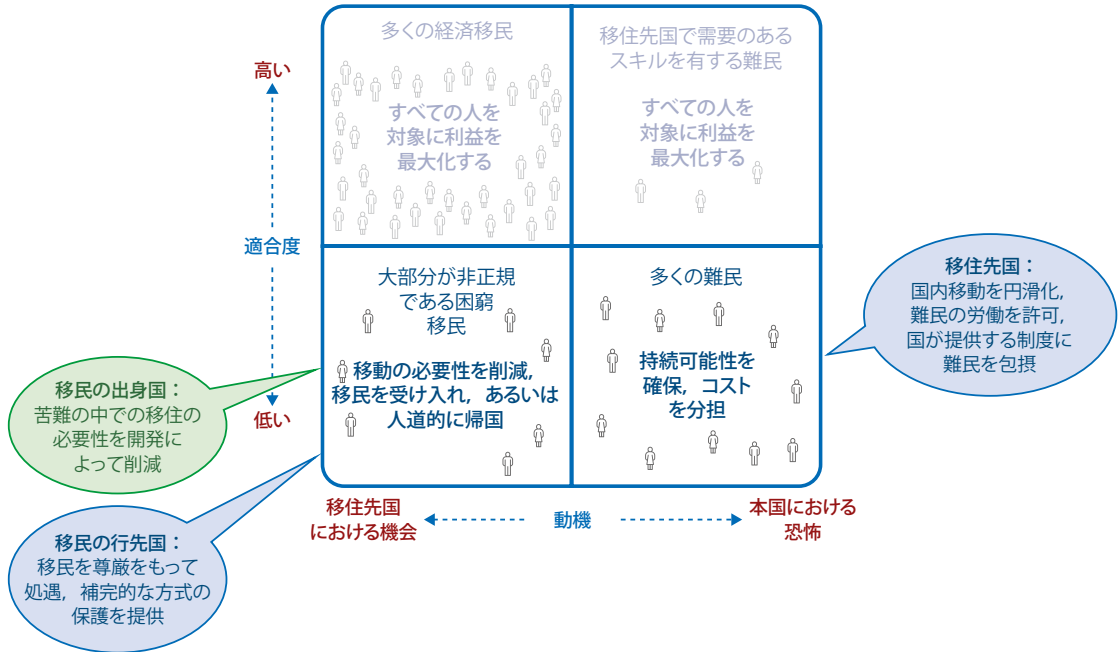 多くの経済移民
移住先国で需要のある
スキルを有する難民
高い
すべての人を
対象に利益を
最大化する
すべての人を
対象に利益を
最大化する
適合度
大部分が非正規
である困窮
移民
多くの難民
移住先国：
国内移動を円滑化，
難民の労働を許可，
国が提供する制度に
難民を包摂
移動の必要性を削減，
移民を受け入れ，あるいは
人道的に帰国
持続可能性を
確保，コスト
を分担
移民の出身国：
苦難の中での移住の
必要性を開発に
よって削減
低い
移住先国
における機会
動機
本国における
恐怖
移民の行先国：
移民を尊厳をもって
処遇，補完的な方式の
保護を提供